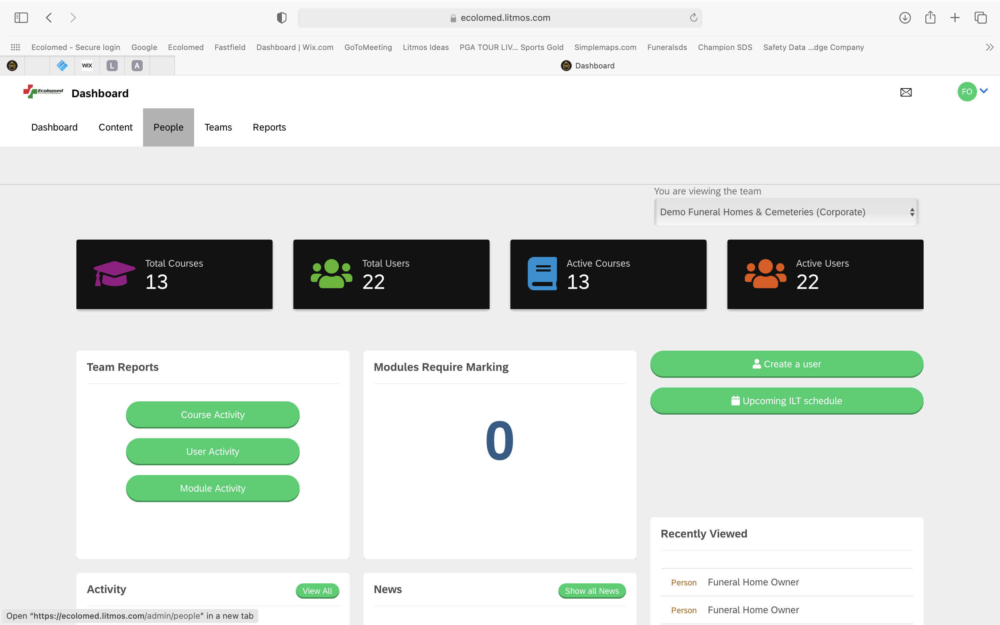 ecolomed.litmos.com
Ecolomed - Secure login Google Ecolomed Fastfield Dashboard | Wix.com GoToMeeting Litmos Ideas PGA TOUR LIV... Sports Gold Simplemaps.com Funeralsds Champion SDS Safety Data ...dge Company
WIX L A Dashboard
Ecolomed
Dashboard
FO
Dashboard Content People Teams Reports
You are viewing the team
Demo Funeral Homes & Cemeteries (Corporate)
Total Courses
13
Total Users
22
Active Courses
13
Active Users
22
Team Reports
Course Activity
User Activity
Module Activity
Modules Require Marking
0
Create a user
Upcoming ILT schedule
Recently Viewed
Person Funeral Home Owner
Person Funeral Home Owner
Activity View All
News Show all News
Open “https://ecolomed.litmos.com/admin/people” in a new tab